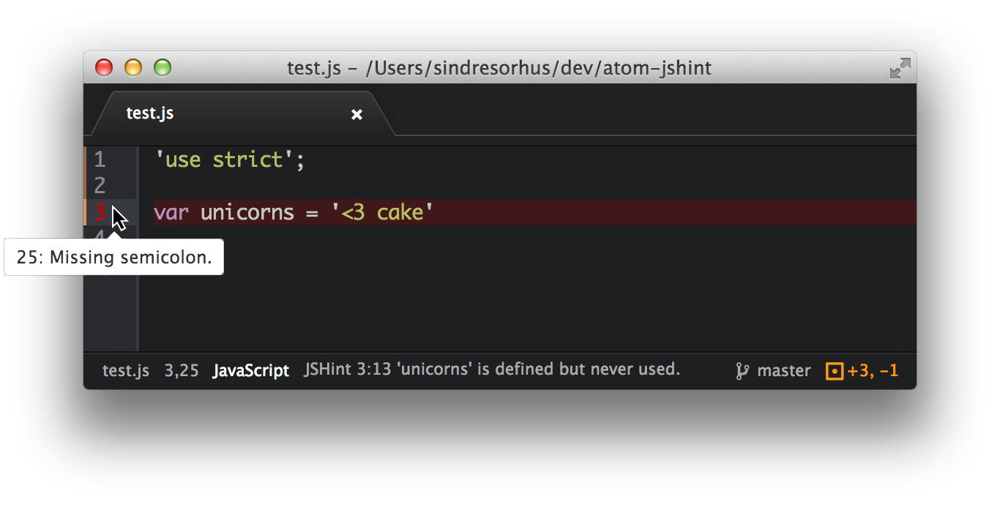 test.js – /Users/sindresorhus/dev/atom-jshint
test.js
1 'use strict';
2
3 var unicorns = '<3 cake'
4
25: Missing semicolon.
test.js 3,25 JavaScript JSHint 3:13 'unicorns' is defined but never used. master +3, -1